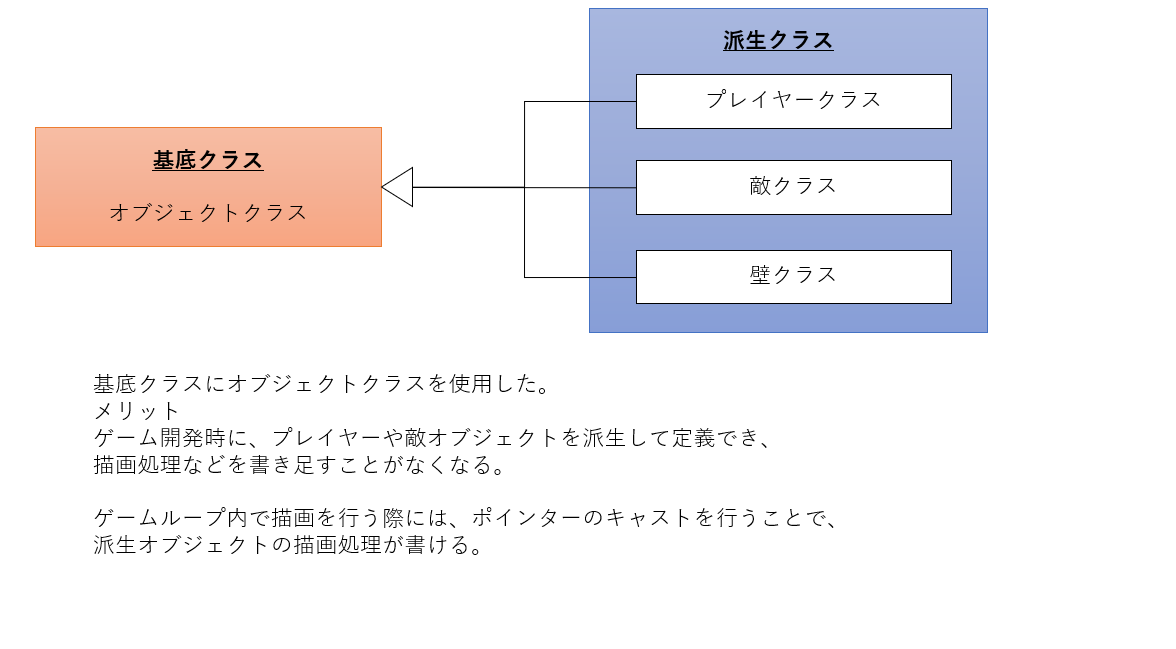 派生クラス
プレイヤークラス
敵クラス
壁クラス
基底クラス
オブジェクトクラス
基底クラスにオブジェクトクラスを使用した。
メリット
ゲーム開発時に、プレイヤーや敵オブジェクトを派生して定義でき、
描画処理などを書き足すことがなくなる。
ゲームループ内で描画を行う際には、ポインターのキャストを行うことで、
派生オブジェクトの描画処理が書ける。